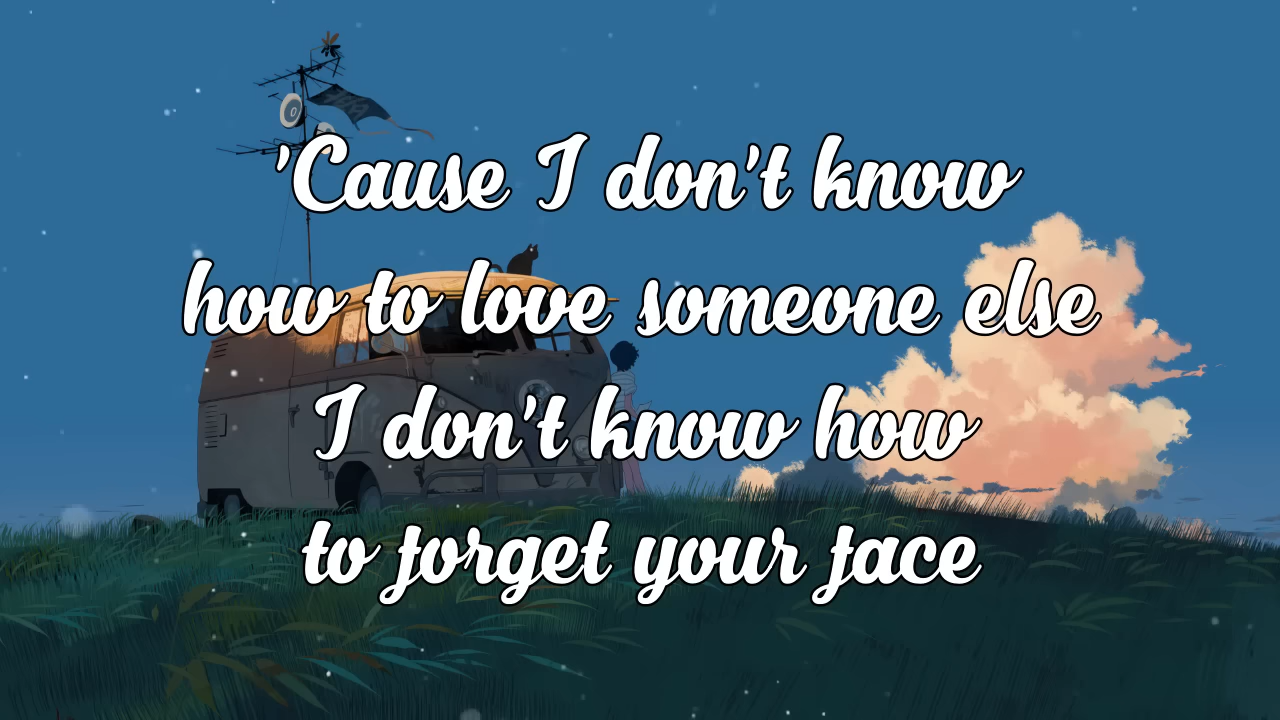 'Cause I don't know
how to love someone else
I don't know how
to forget your face